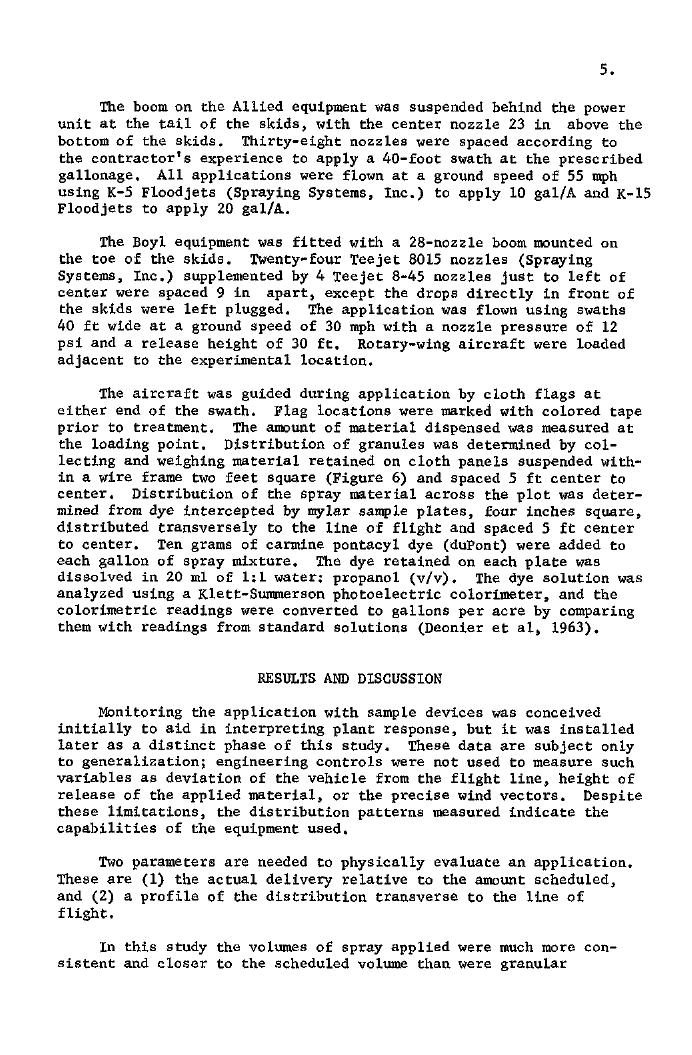 5.
The boom on the Allied equipment was suspended behind the power
unit at the tail of the skids, with the center nozzle 23 in  above the
bottom of the skids.  Thirty-eight nozzles were spaced according to
the contractor's experience to apply a 40-foot swath at the prescribed
gallonage.  All applications were flown at a ground speed of 55 mph
using K-5 Floodjets (Spraying Systems, Inc.) to apply 10 gal/A and K-15
Floodjets to apply 20 gal/A.
The Boyl equipment was fitted with a 28-nozzle boom mounted on
the toe of the skids.  Twenty-four Teejet 8015 nozzles (Spraying
Systems, Inc.) supplemented by 4 Teejet 8-45 nozzles just to left of
center were spaced 9 in  apart, except the drops directly in front of
the skids were left plugged.  The application was flown using swaths
40 ft wide at a ground speed of 30 mph with a nozzle pressure of 12
psi and a release height of 30 ft.  Rotary-wing aircraft were loaded
adjacent to the experimental location.
The aircraft was guided during application by cloth flags at
either end of the swath.  Flag locations were marked with colored tape
prior to treatment.  The amount of material dispensed was measured at
the loading point.  Distribution of granules was determined by col-
lecting and weighing material retained on cloth panels suspended with-
in a wire frame two feet square (Figure 6) and spaced 5 ft center to
center.  Distribution of the spray material across the plot was deter-
mined from dye intercepted by mylar sample plates, four inches square,
distributed transversely to the line of flight and spaced 5 ft center
to center.  Ten grams of carmine pontacyl dye (duPont) were added to
each gallon of spray mixture.  The dye retained on each plate was
dissolved in 20 ml of 1:1 water: propanol (v/v).  The dye solution was
analyzed using a Klett-Summerson photoelectric colorimeter, and the
colorimetric readings were converted to gallons per acre by comparing
them with readings from standard solutions (Deonier et al, 1963).
RESULTS AND DISCUSSION
Monitoring the application with sample devices was conceived
initially to aid in interpreting plant response, but it was installed
later as a distinct phase of this study.  These data are subject only
to generalization; engineering controls were not used to measure such
variables as deviation of the vehicle from the flight line, height of
release of the applied material, or the precise wind vectors.  Despite
these limitations, the distribution patterns measured indicate the
capabilities of the equipment used.
Two parameters are needed to physically evaluate an application.
These are (1) the actual delivery relative to the amount scheduled,
and (2) a profile of the distribution transverse to the line of
flight.
In this study the volumes of spray applied were much more con-
sistent and closer to the scheduled volume than were granular